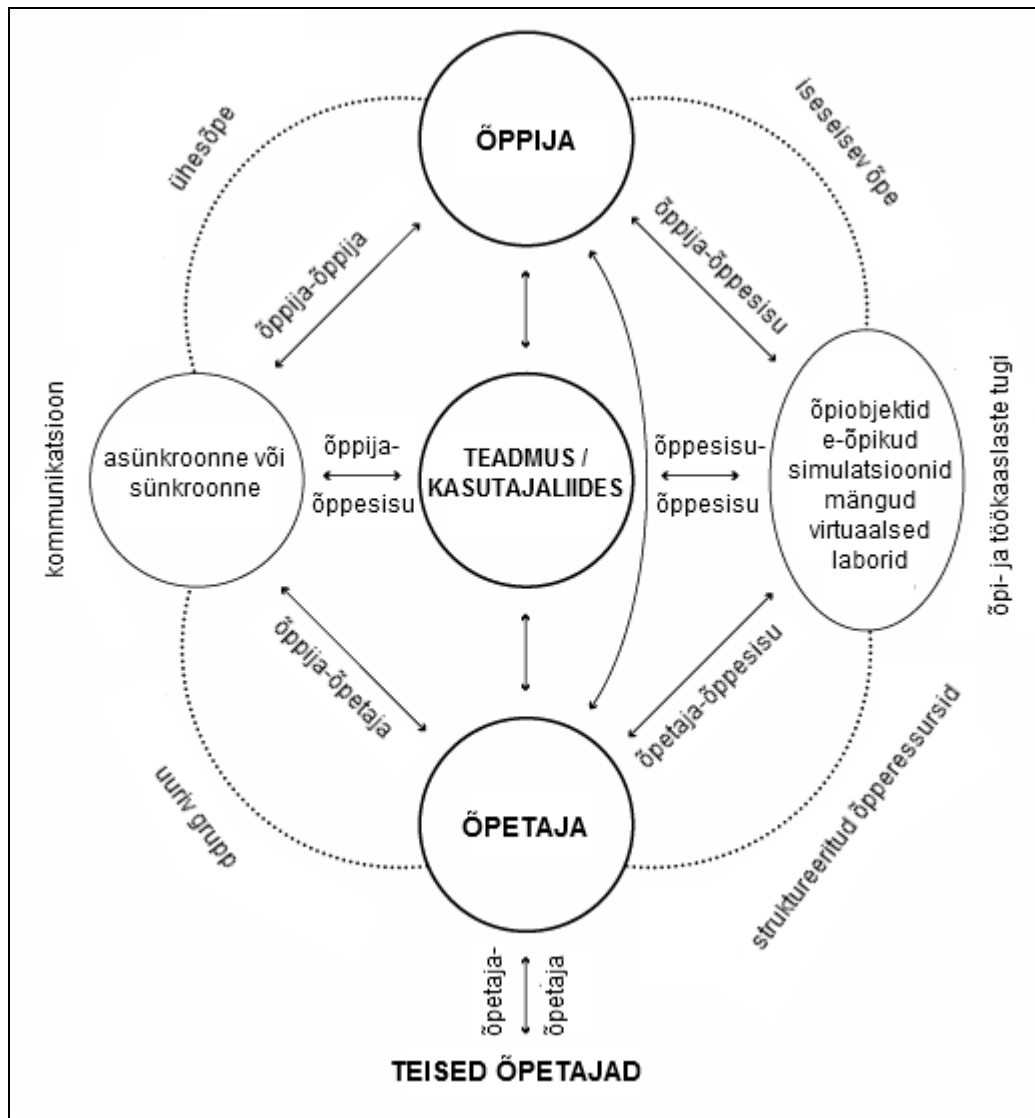 ÕPPIJA
ühesõpe
iseseisev õpe
õppija-õppija
õppija-õppesisu
kommunikatsioon
asünkroonne või
sünkroonne
õppija-
õppesisu
TEADMUS /
KASUTAJALIIDES
õppesisu-
õppesisu
õpiobjektid
e-õpikud
simulatsioonid
mängud
virtuaalsed
laborid
õpi- ja töökaaslaste tugi
õppija-õpetaja
õpetaja-õppesisu
uuriv grupp
ÕPETAJA
struktureeritud õpperessursid
õpetaja-
õpetaja
TEISED ÕPETAJAD